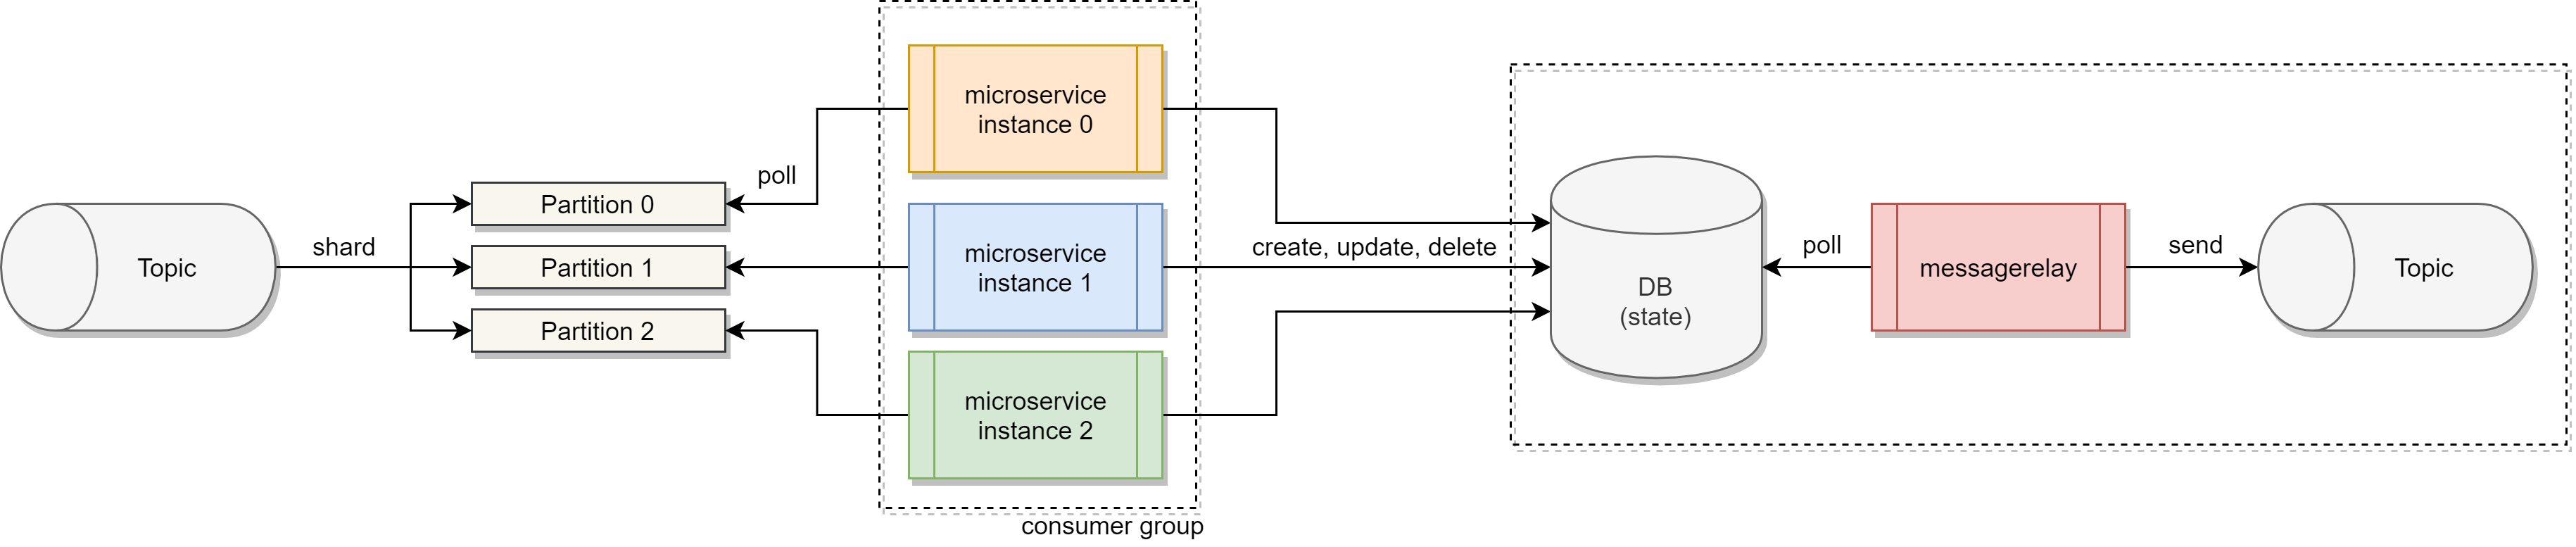 Topic
shard
Partition 0
Partition 1
Partition 2
poll
microservice
instance 0
microservice
instance 1
microservice
instance 2
consumer group
create, update, delete
DB
(state)
poll
messagerelay
send
Topic